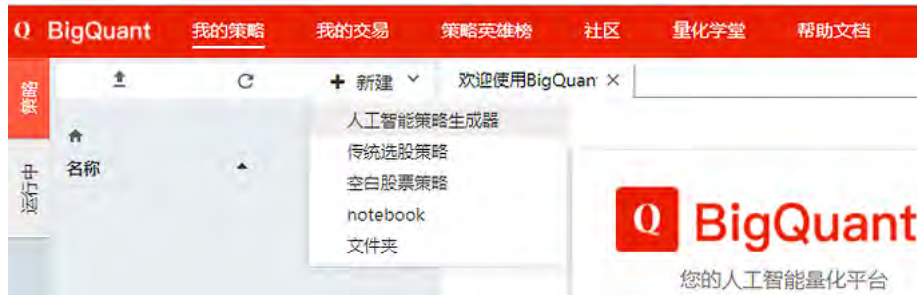 Q BigQuant 我的策略 我的交易 策略英雄榜 社区 量化学堂 帮助文档
策略
新建 欢迎使用BigQuan
人工智能策略生成器
名称
传统选股策略
运行中
空白股票策略
notebook
文件夹
Q BigQuant
您的人工智能量化平台